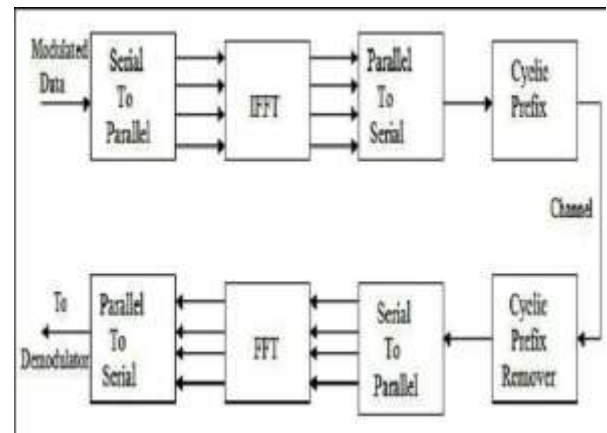 Modulated
Data
Serial
To
Parallel
IFFT
Parallel
To
Serial
Cyclic
Prefix
Channel
To
Demodulator
Parallel
To
Serial
FFT
Serial
To
Parallel
Cyclic
Prefix
Remover